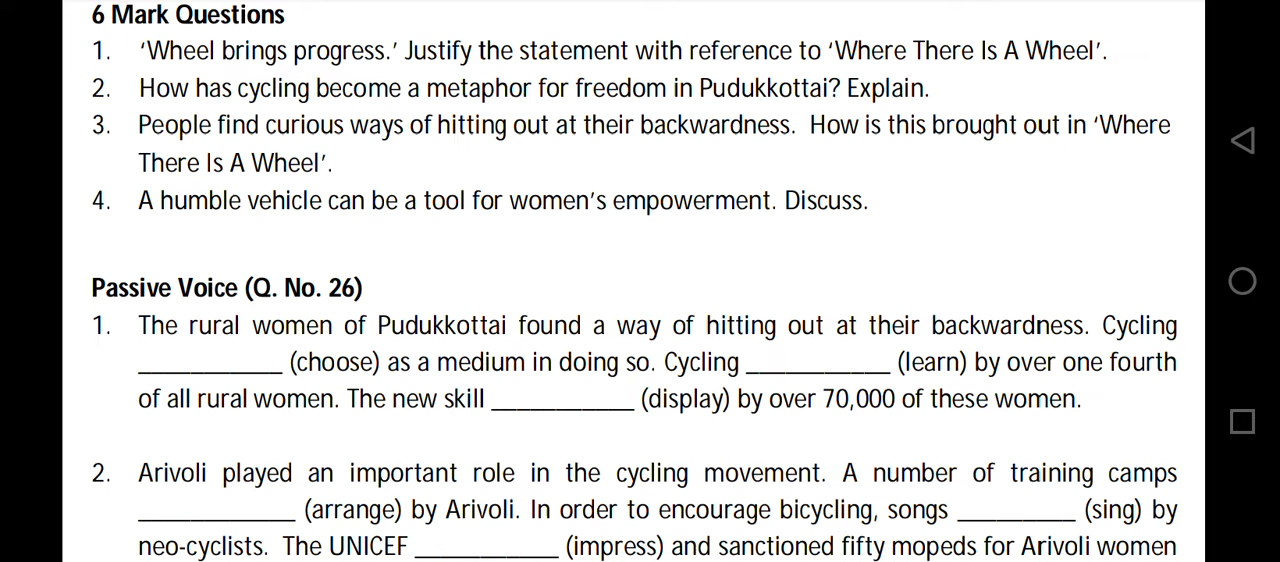 6 Mark Questions
1. ‘Wheel brings progress.’ Justify the statement with reference to ‘Where There Is A Wheel’.
2. How has cycling become a metaphor for freedom in Pudukkottai? Explain.
3. People find curious ways of hitting out at their backwardness. How is this brought out in ‘Where
There Is A Wheel’.
4. A humble vehicle can be a tool for women’s empowerment. Discuss.
Passive Voice (Q. No. 26)
1. The rural women of Pudukkottai found a way of hitting out at their backwardness. Cycling
____________ (choose) as a medium in doing so. Cycling ____________ (learn) by over one fourth
of all rural women. The new skill ____________ (display) by over 70,000 of these women.
2. Arivoli played an important role in the cycling movement. A number of training camps
_____________ (arrange) by Arivoli. In order to encourage bicycling, songs __________ (sing) by
neo-cyclists. The UNICEF ____________ (impress) and sanctioned fifty mopeds for Arivoli women